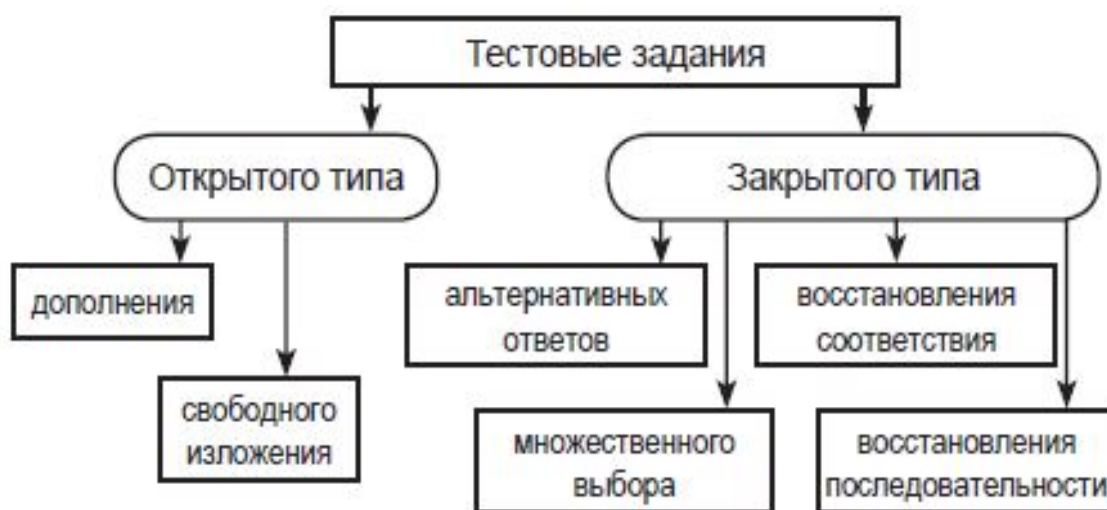 Тестовые задания
Открытого типа
Закрытого типа
дополнения
свободного
изложения
альтернативных
ответов
множественного
выбора
восстановления
соответствия
восстановления
последовательности